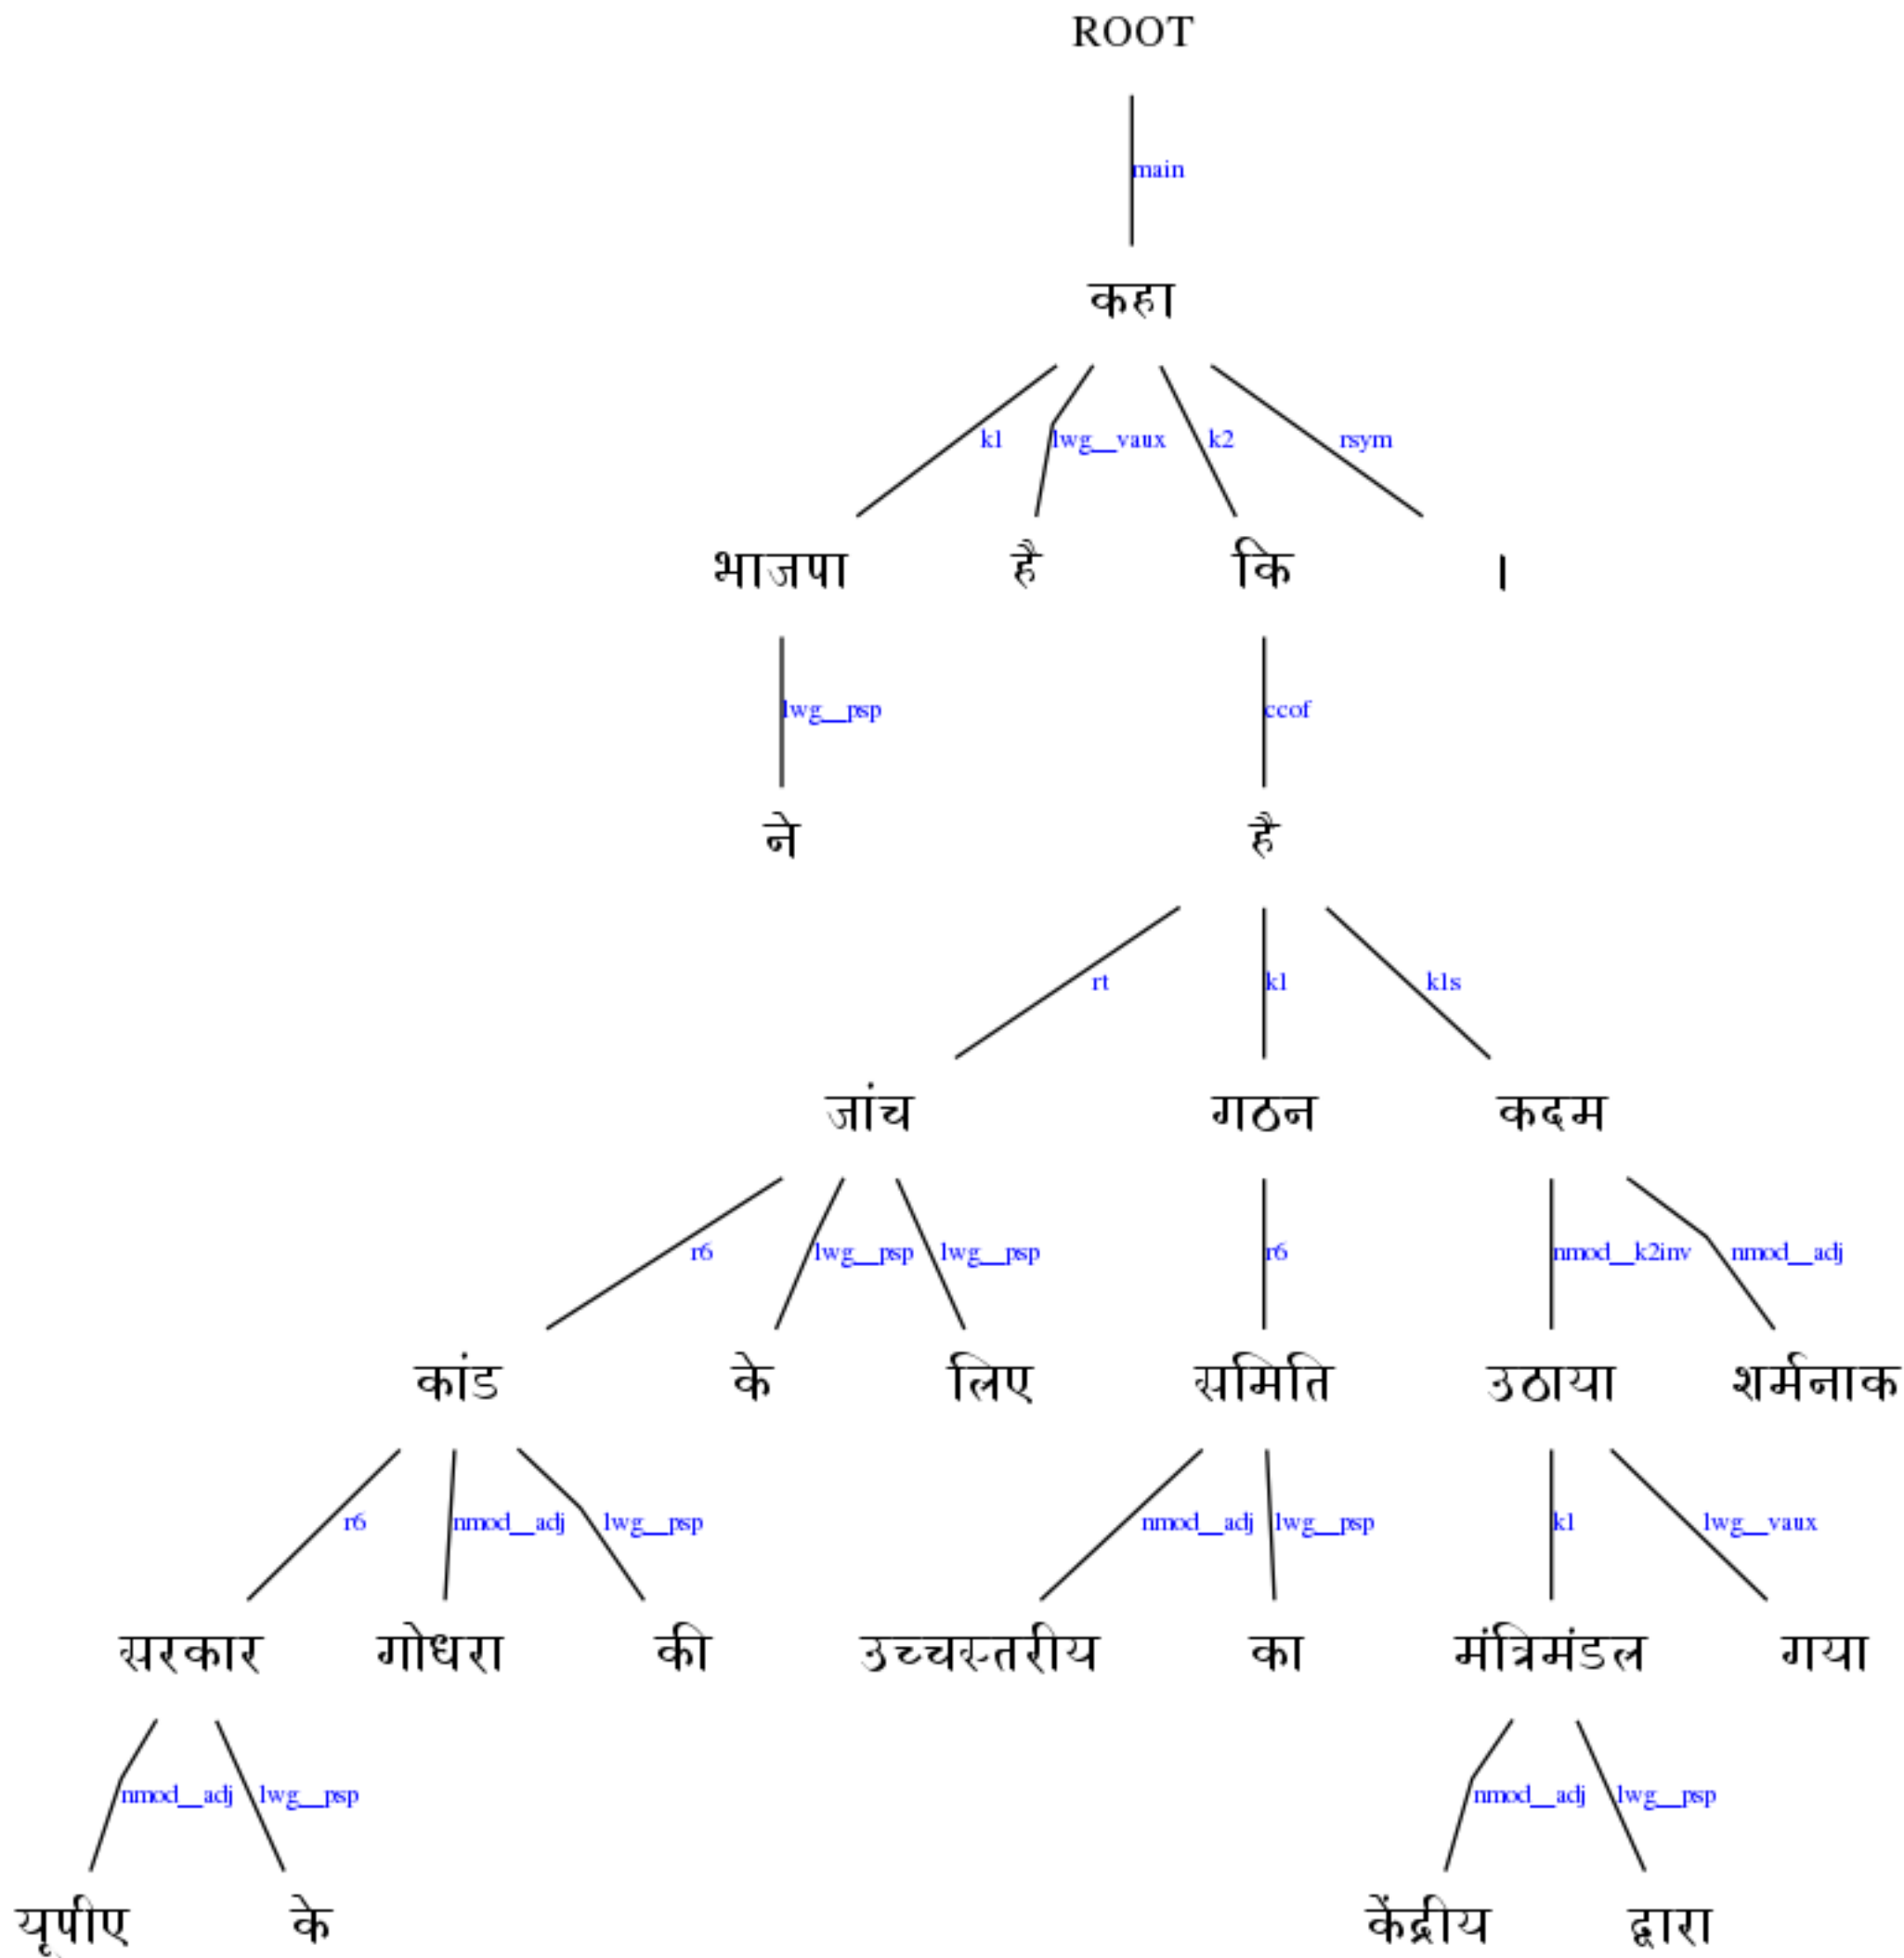 ROOT
main
कहा
k1 lwg__vaux k2 rsym
भाजपा है कि ।
lwg__psp ccof
ने है
rt k1 k1s
जांच गठन कदम
r6 lwg__psp lwg__psp r6 nmod__k2inv nmod__adj
कांड के लिए समिति उठाया शर्मनाक
r6 nmod__adj lwg__psp nmod__adj lwg__psp k1 lwg__vaux
सरकार गोधरा की उच्चस्तरीय का मंत्रिमंडल गया
nmod__adj lwg__psp nmod__adj lwg__psp
यूपीए के केंद्रीय द्वारा